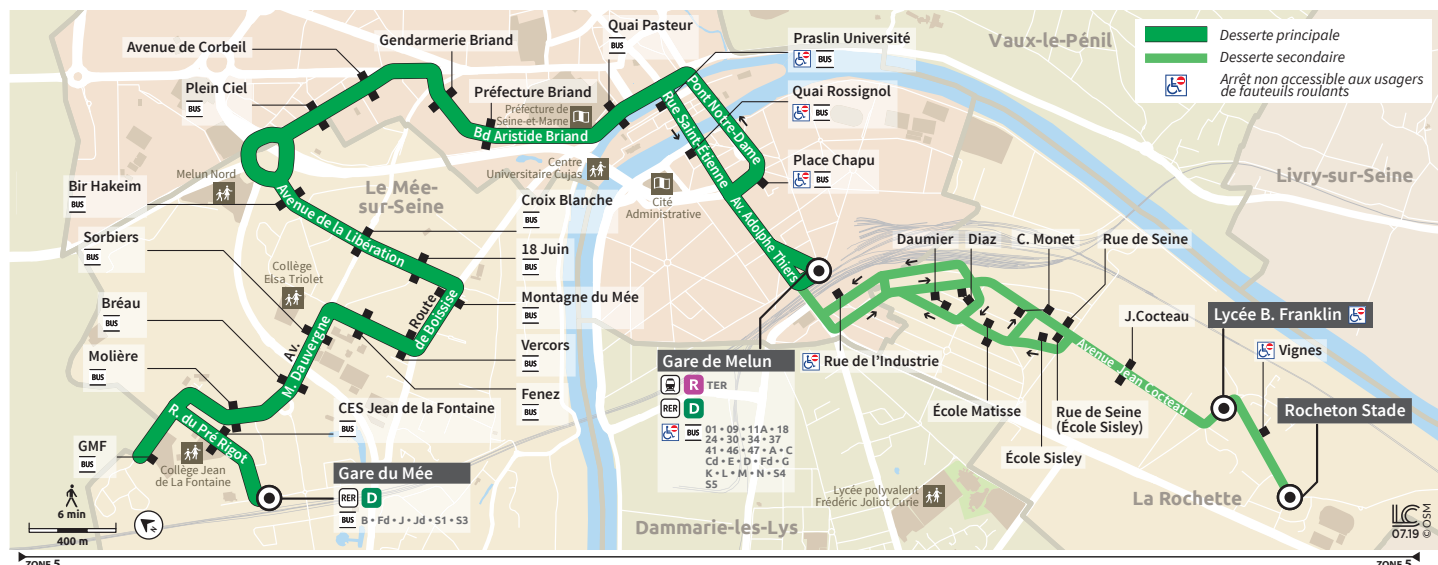 Quai Pasteur
BUS
Avenue de Corbeil
Gendarmerie Briand
Praslin Université
BUS
Vaux-le-Pénil
Desserte principale
Desserte secondaire
Arrêt non accessible aux usagers
de fauteuils roulants
Plein Ciel
BUS
Préfecture Briand
Préfecture de
Seine-et-Marne
Bd Aristide Briand
Pont Notre-Dame
Rue Saint-Étienne
Quai Rossignol
BUS
Melun Nord
Centre
Universitaire Cujas
Place Chapu
BUS
Livry-sur-Seine
Bir Hakeim
BUS
Le Mée-
sur-Seine
Avenue de la Libération
Croix Blanche
BUS
Cité
Administrative
Av. Adolphe Thiers
Sorbiers
BUS
Collège
Elsa Triolet
18 Juin
BUS
Daumier
Diaz
C. Monet
Rue de Seine
Bréau
BUS
Route
de Boissise
Montagne du Mée
BUS
Av.
M. Dauvergne
J.Cocteau
Lycée B. Franklin
Molière
BUS
Vercors
BUS
Gare de Melun
R TER
RER D
BUS
01 • 09 • 11A • 18
24 • 30 • 34 • 37
41 • 46 • 47 • A • C
Cd • E • D • Fd • G
K • L • M • N • S4
S5
Rue de l'Industrie
Avenue Jean Cocteau
Vignes
Fenez
BUS
CES Jean de la Fontaine
BUS
École Matisse
Rue de Seine
(École Sisley)
Rocheton Stade
R. du Pré Rigot
GMF
BUS
Collège Jean
de La Fontaine
École Sisley
Gare du Mée
RER D
BUS B • Fd • J • Jd • S1 • S3
Lycée polyvalent
Frédéric Joliot Curie
La Rochette
6 min
400 m
Dammarie-les-Lys
LC
07.19
© OSM
ZONE 5
ZONE 5